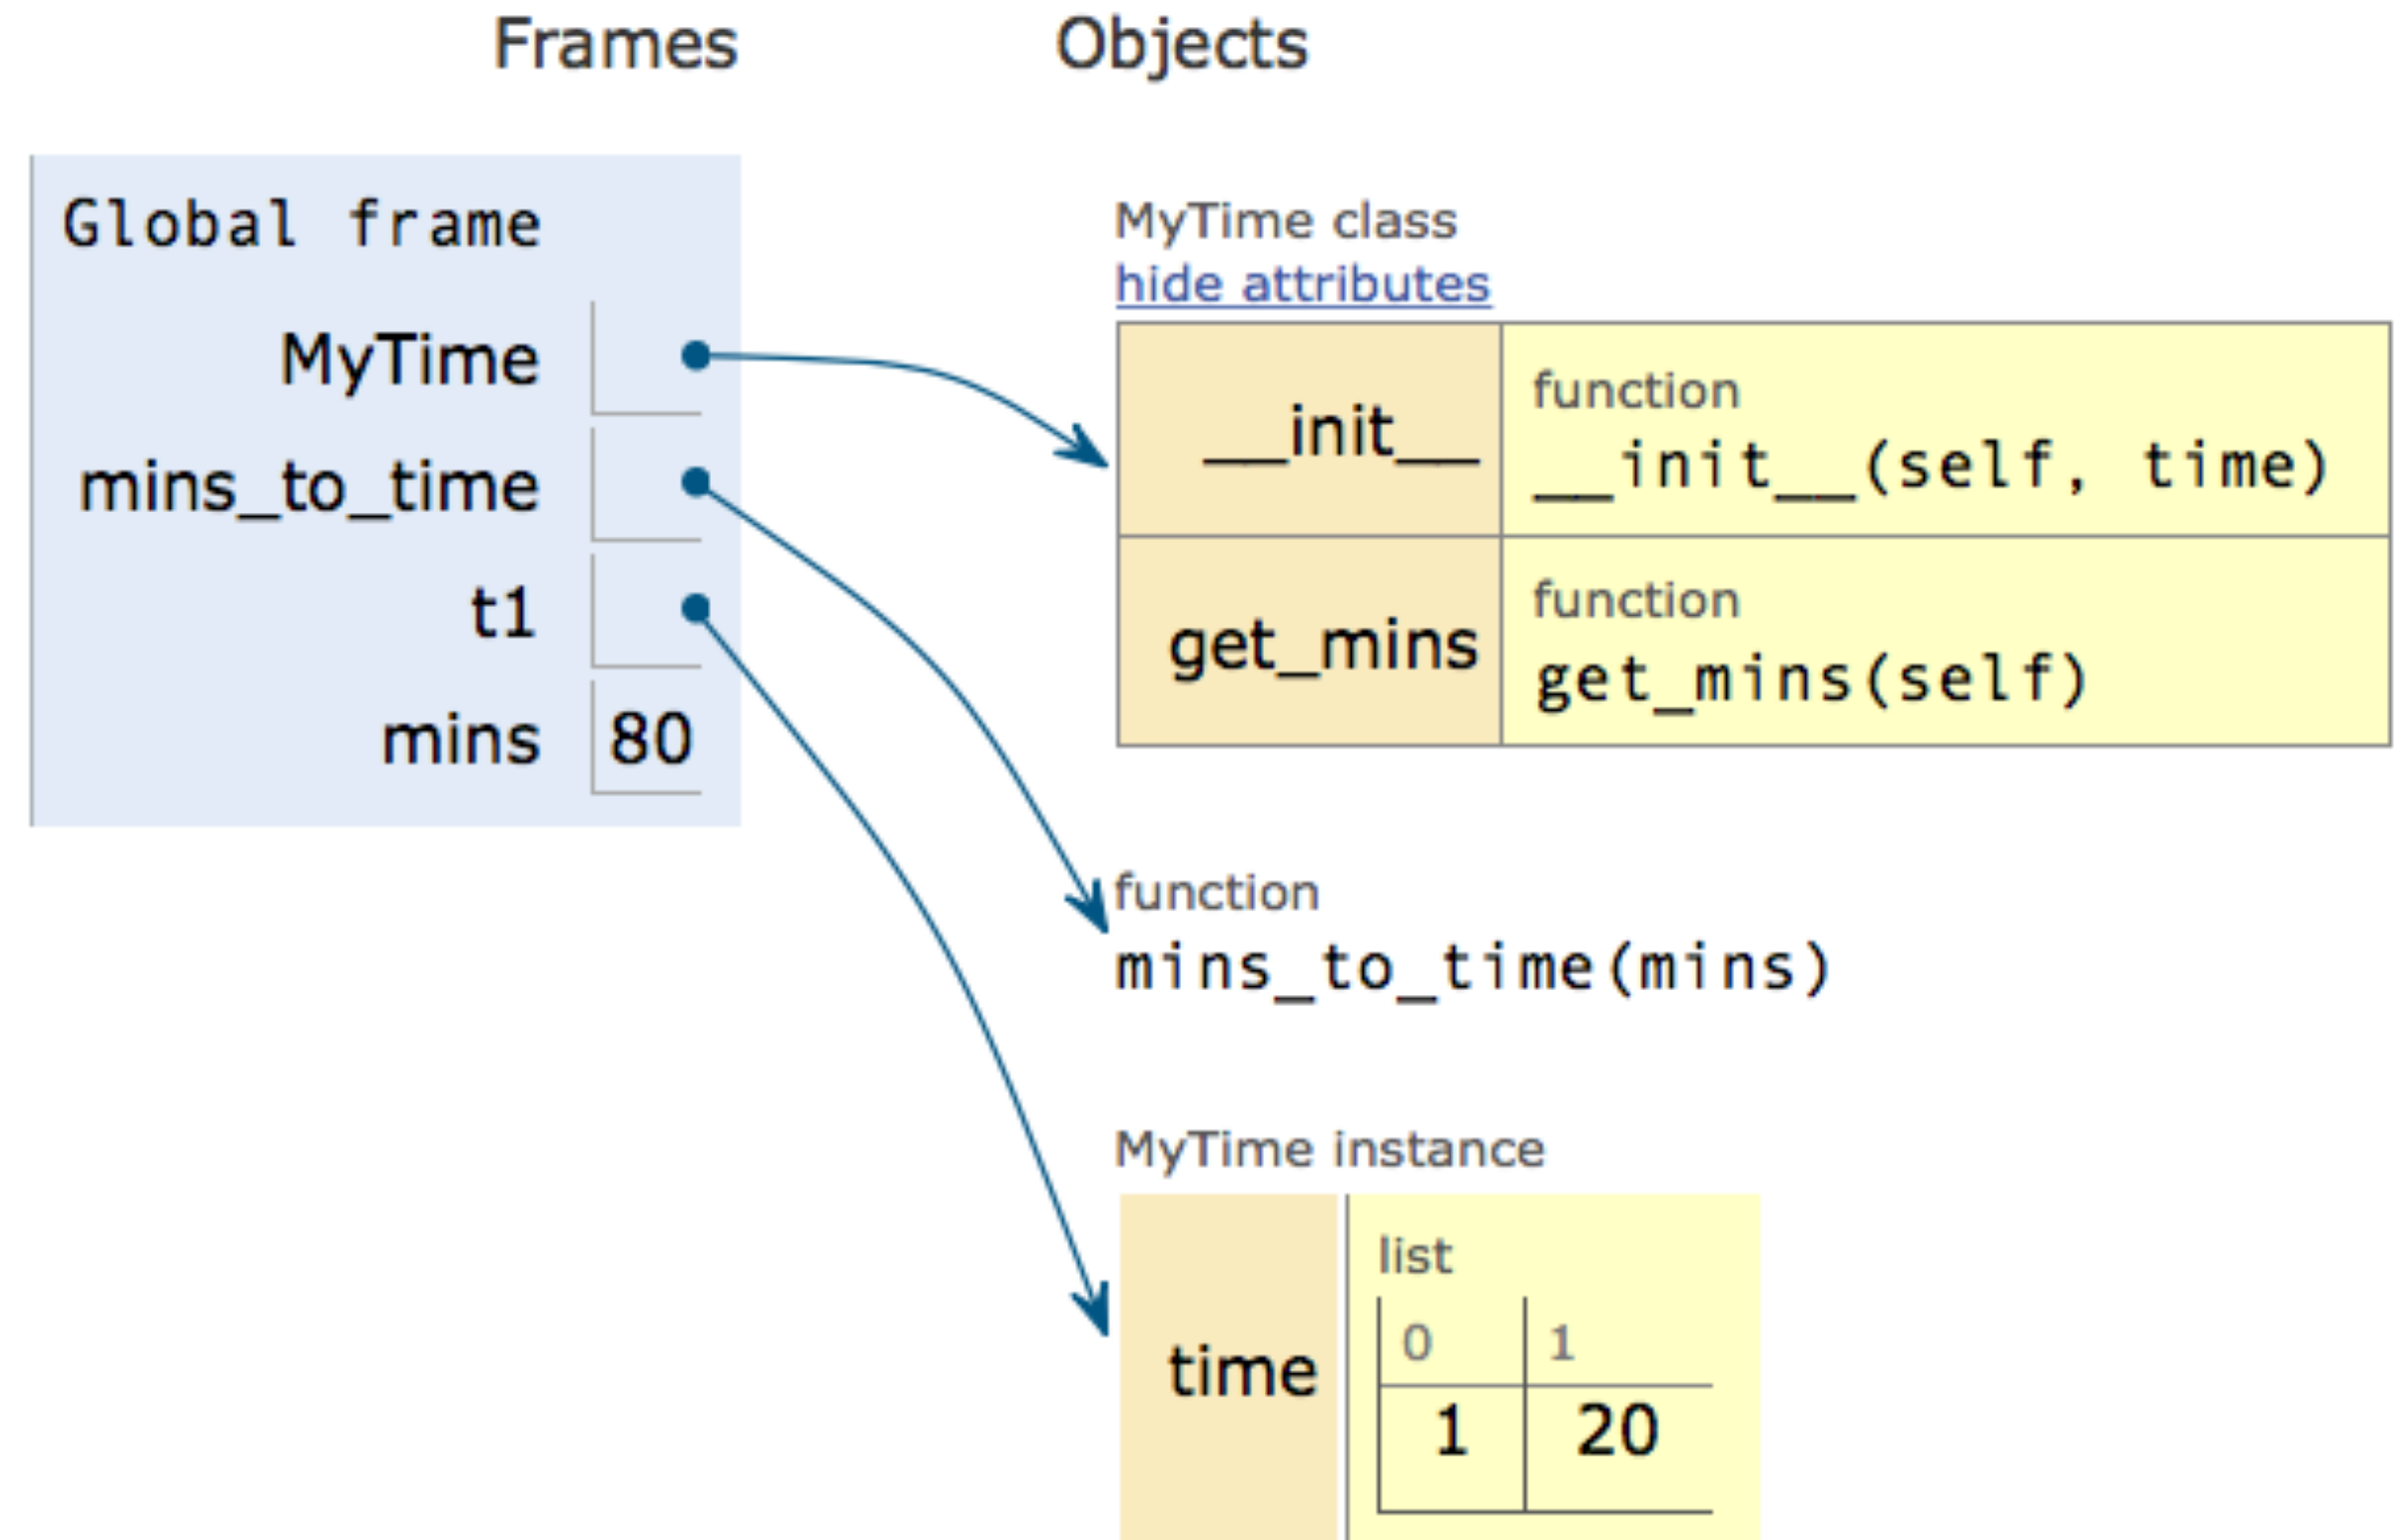 Frames
Objects
Global frame
MyTime
mins_to_time
t1
mins 80
MyTime class
hide attributes
__init__
function
__init__(self, time)
get_mins
function
get_mins(self)
function
mins_to_time(mins)
MyTime instance
time
list
0 1
1 20